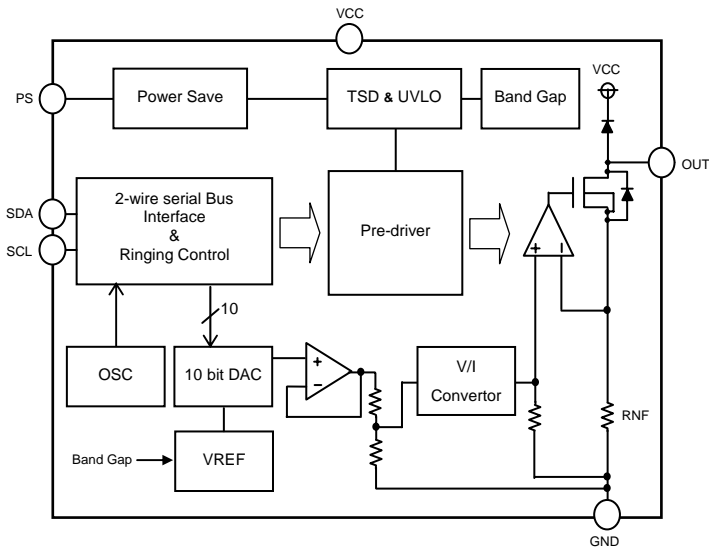 VCC
VCC
PS
Power Save
TSD & UVLO
Band Gap
OUT
SDA
SCL
2-wire serial Bus
Interface
&
Ringing Control
Pre-driver
+
−
10
OSC
10 bit DAC
+
−
V/I
Convertor
RNF
Band Gap
VREF
GND